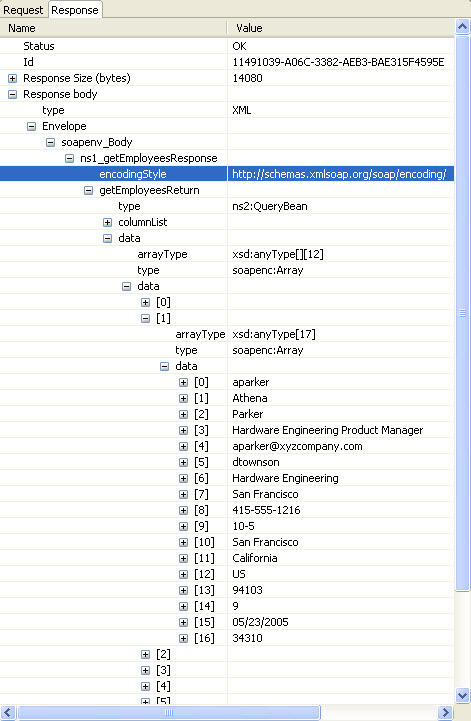 Request Response
Name Value
Status OK
Id 11491039-A06C-3382-AEB3-BAE315F4595E
Response Size (bytes) 14080
Response body
type XML
Envelope
soapenv_Body
ns1_getEmployeesResponse
encodingStyle http://schemas.xmlsoap.org/soap/encoding/
getEmployeesReturn
type ns2:QueryBean
columnList
data
arrayType xsd:anyType[][12]
type soapenc:Array
data
[0]
[1]
arrayType xsd:anyType[17]
type soapenc:Array
data
[0] aparker
[1] Athena
[2] Parker
[3] Hardware Engineering Product Manager
[4] aparker@xyzcompany.com
[5] dtownson
[6] Hardware Engineering
[7] San Francisco
[8] 415-555-1216
[9] 10-5
[10] San Francisco
[11] California
[12] US
[13] 94103
[14] 9
[15] 05/23/2005
[16] 34310
[2]
[3]
[4]
[5]